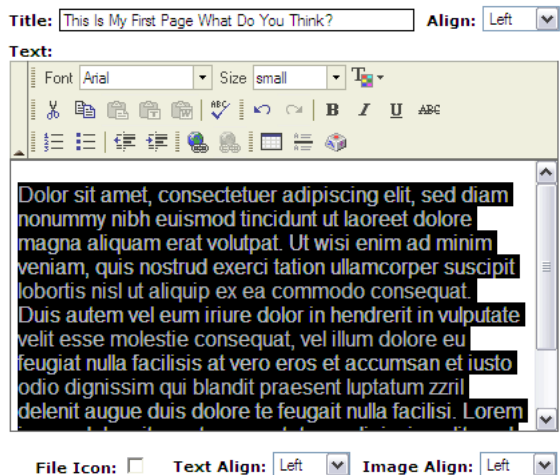 Title: This Is My First Page What Do You Think? Align: Left
Text:
Font Arial Size small T
ABC B I U ABC
Dolor sit amet, consectetuer adipiscing elit, sed diam
nonummy nibh euismod tincidunt ut laoreet dolore
magna aliquam erat volutpat. Ut wisi enim ad minim
veniam, quis nostrud exerci tation ullamcorper suscipit
lobortis nisl ut aliquip ex ea commodo consequat.
Duis autem vel eum iriure dolor in hendrerit in vulputate
velit esse molestie consequat, vel illum dolore eu
feugiat nulla facilisis at vero eros et accumsan et iusto
odio dignissim qui blandit praesent luptatum zzril
delenit augue duis dolore te feugait nulla facilisi. Lorem
File Icon: Text Align: Left Image Align: Left